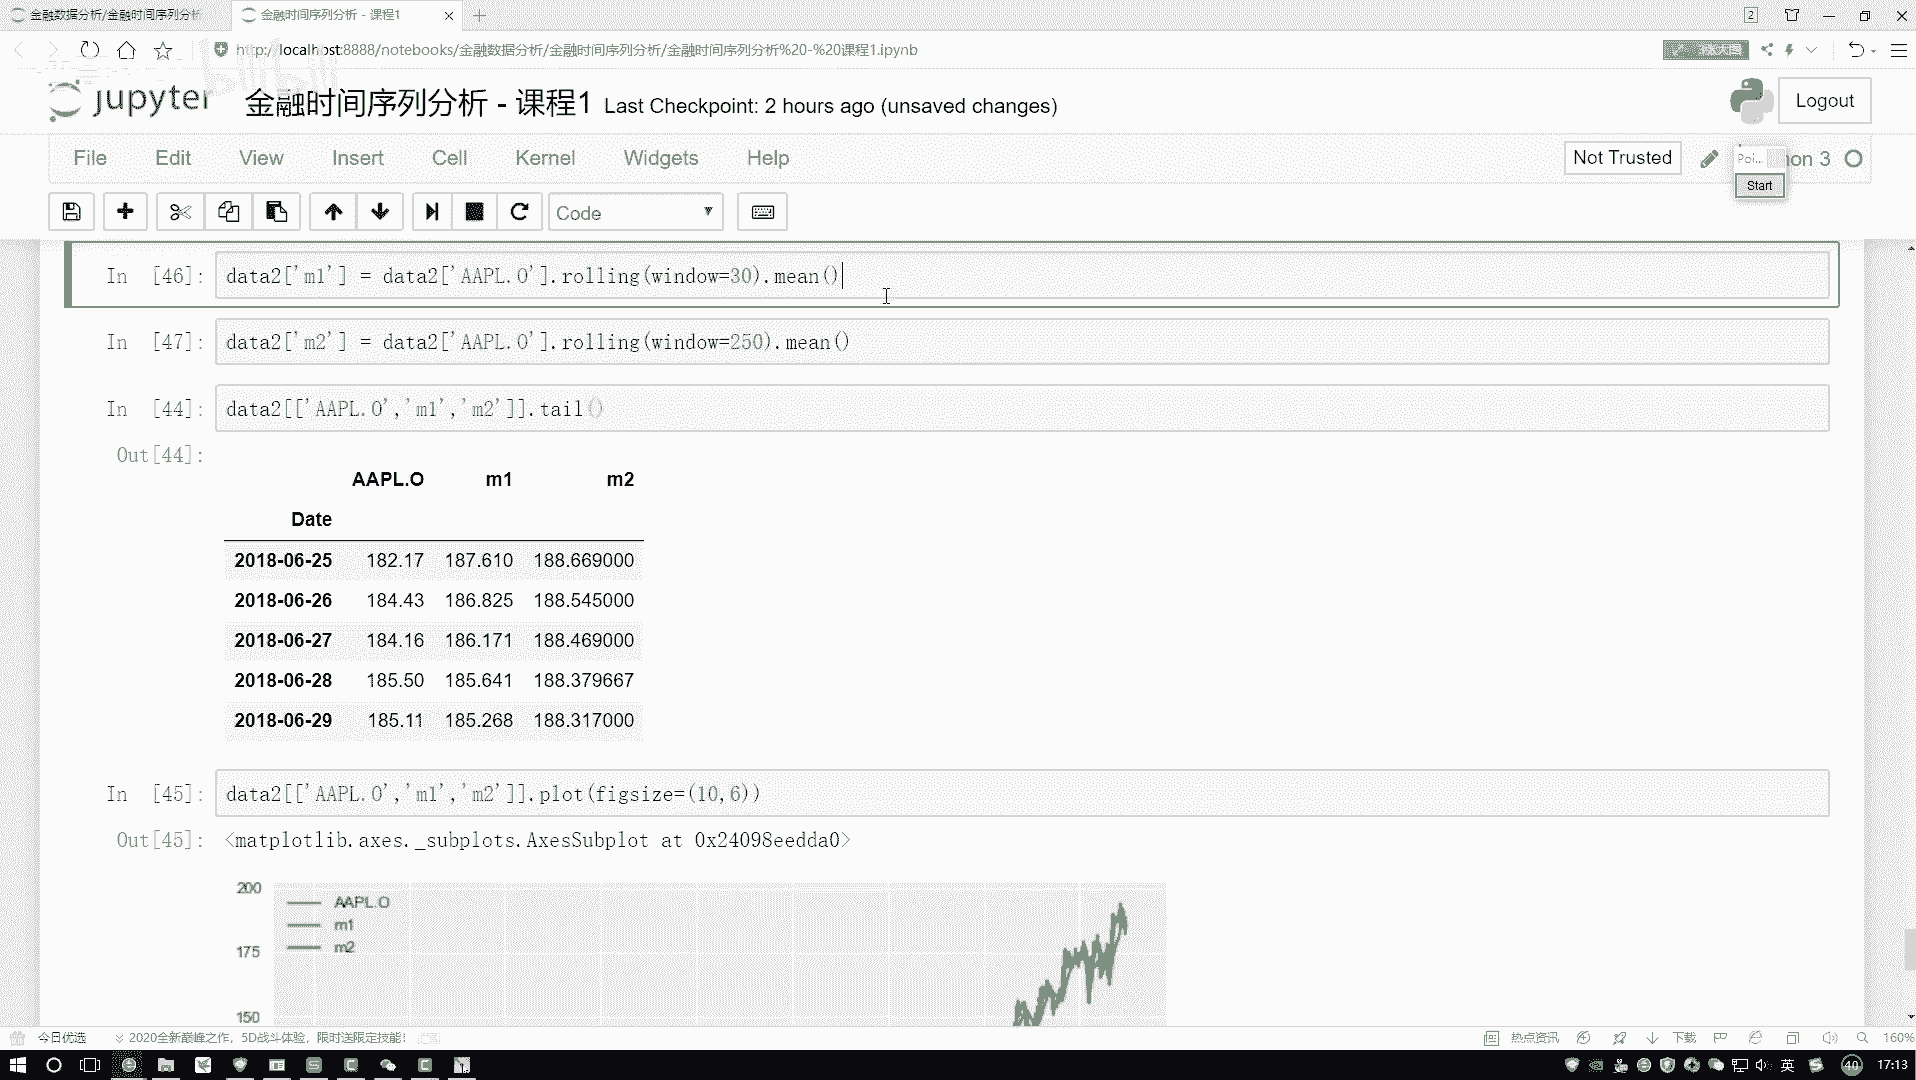 金融数据分析/金融时间序列分析
金融时间序列分析 - 课程1
2
http://localhost:8888/notebooks/金融数据分析/金融时间序列分析/金融时间序列分析%20-%20课程1.ipynb
bilibili
jupyter
金融时间序列分析 - 课程1 Last Checkpoint: 2 hours ago (unsaved changes)
Logout
File Edit View Insert Cell Kernel Widgets Help
Not Trusted
Poi...
Start
Code
In [46]: data2['m1'] = data2['AAPL.O'].rolling(window=30).mean()
In [47]: data2['m2'] = data2['AAPL.O'].rolling(window=250).mean()
In [44]: data2[['AAPL.O','m1','m2']].tail()
Out[44]:
AAPL.O m1 m2
Date
2018-06-25 182.17 187.610 188.669000
2018-06-26 184.43 186.825 188.545000
2018-06-27 184.16 186.171 188.469000
2018-06-28 185.50 185.641 188.379667
2018-06-29 185.11 185.268 188.317000
In [45]: data2[['AAPL.O','m1','m2']].plot(figsize=(10,6))
Out[45]: <matplotlib.axes._subplots.AxesSubplot at 0x24098eedda0>
200
AAPL.O
m1
m2
175
150
今日优选
2020全新巅峰之作，5D战斗体验，限时送限定技能！
热点资讯
下载
160%
英
40
17:13